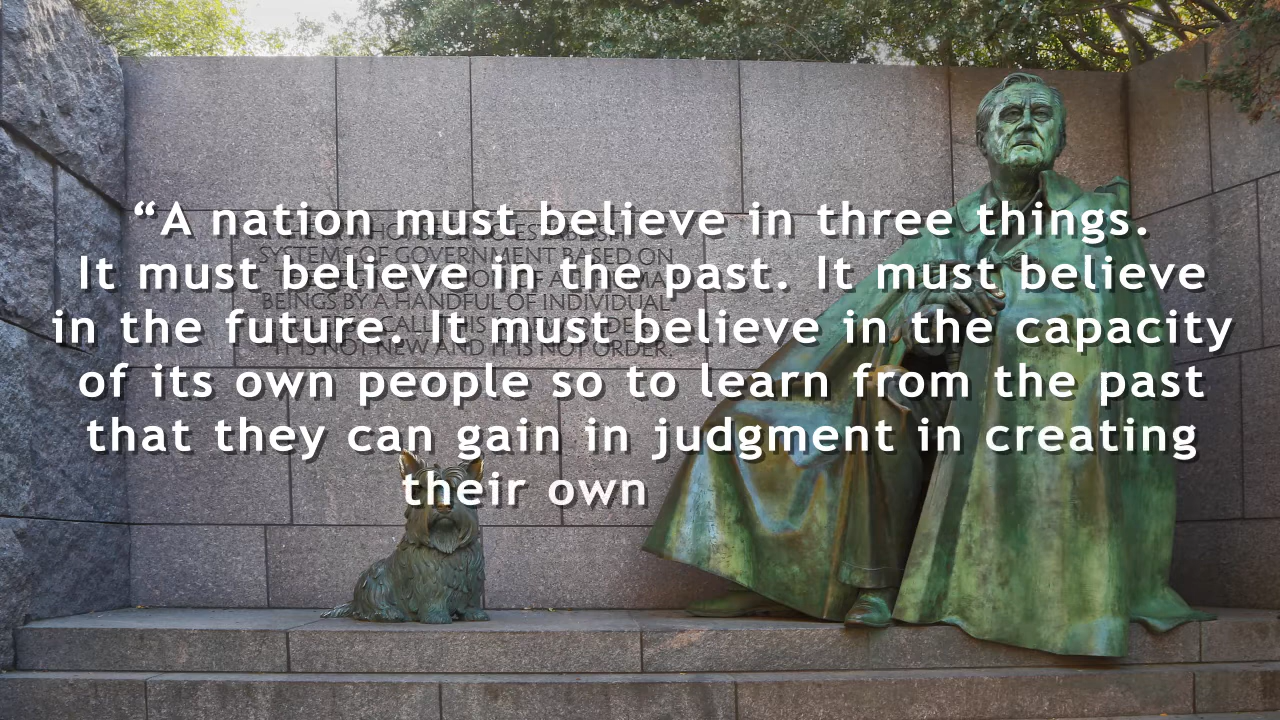 “A nation must believe in three things.
It must believe in the past. It must believe
in the future. It must believe in the capacity
of its own people so to learn from the past
that they can gain in judgment in creating
their own
SYSTEMS OF GOVERNMENT BASED ON
BEINGS BY A HANDFUL OF INDIVIDUAL
IT IS NOT NEW AND IT IS NOT ORDER.